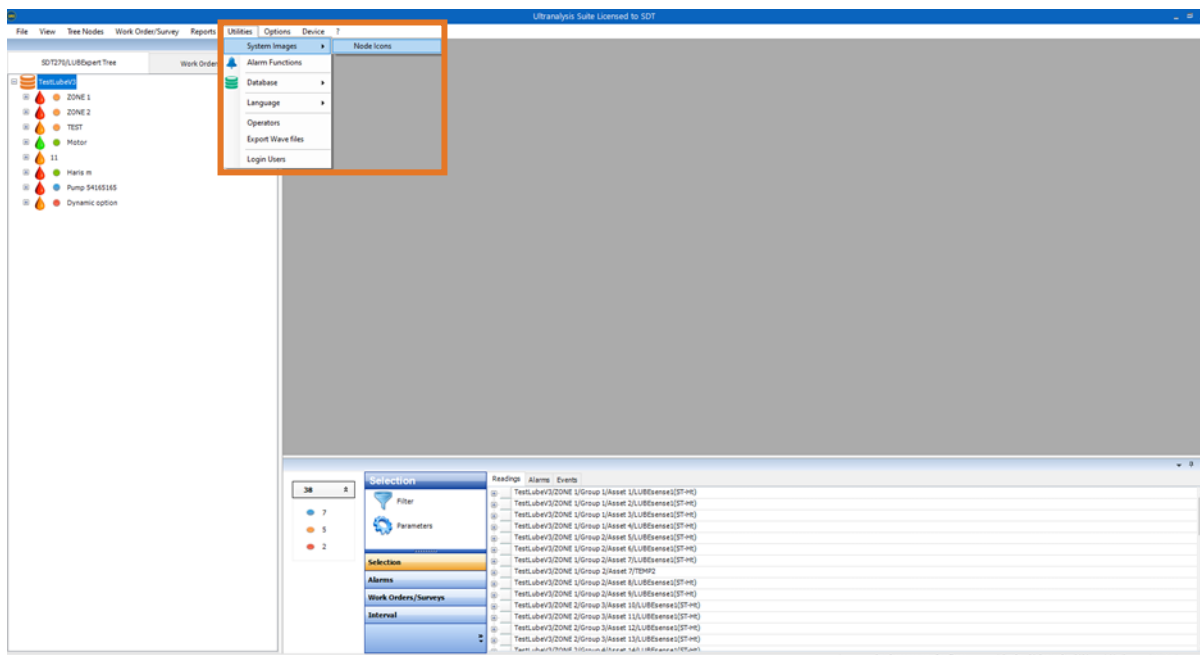 Ultranalysis Suite Licensed to SDT
File View Tree Nodes Work Order/Survey Reports Utilities Options Device ?
System Images
Node Icons
Alarm Functions
Database
Language
Operators
Export Wave files
Login Users
SDT270/LUBExpert Tree
Work Order
TestLubeV3
ZONE 1
ZONE 2
TEST
Motor
11
Haris m
Pump 54165165
Dynamic option
38
7
5
2
Selection
Filter
Parameters
Selection
Alarms
Work Orders/Surveys
Interval
Readings Alarms Events
TestLubeV3/ZONE 1/Group 1/Asset 1/LUBEsense1(ST-Ht)
TestLubeV3/ZONE 1/Group 1/Asset 2/LUBEsense1(ST-Ht)
TestLubeV3/ZONE 1/Group 1/Asset 3/LUBEsense1(ST-Ht)
TestLubeV3/ZONE 1/Group 1/Asset 4/LUBEsense1(ST-Ht)
TestLubeV3/ZONE 1/Group 2/Asset 5/LUBEsense1(ST-Ht)
TestLubeV3/ZONE 1/Group 2/Asset 6/LUBEsense1(ST-Ht)
TestLubeV3/ZONE 1/Group 2/Asset 7/LUBEsense1(ST-Ht)
TestLubeV3/ZONE 1/Group 2/Asset 7/TEMP2
TestLubeV3/ZONE 1/Group 2/Asset 8/LUBEsense1(ST-Ht)
TestLubeV3/ZONE 1/Group 2/Asset 9/LUBEsense1(ST-Ht)
TestLubeV3/ZONE 2/Group 3/Asset 10/LUBEsense1(ST-Ht)
TestLubeV3/ZONE 2/Group 3/Asset 11/LUBEsense1(ST-Ht)
TestLubeV3/ZONE 2/Group 3/Asset 12/LUBEsense1(ST-Ht)
TestLubeV3/ZONE 2/Group 3/Asset 13/LUBEsense1(ST-Ht)
TestLubeV3/ZONE 2/Group 4/Asset 14/LUBEsense1(ST-Ht)